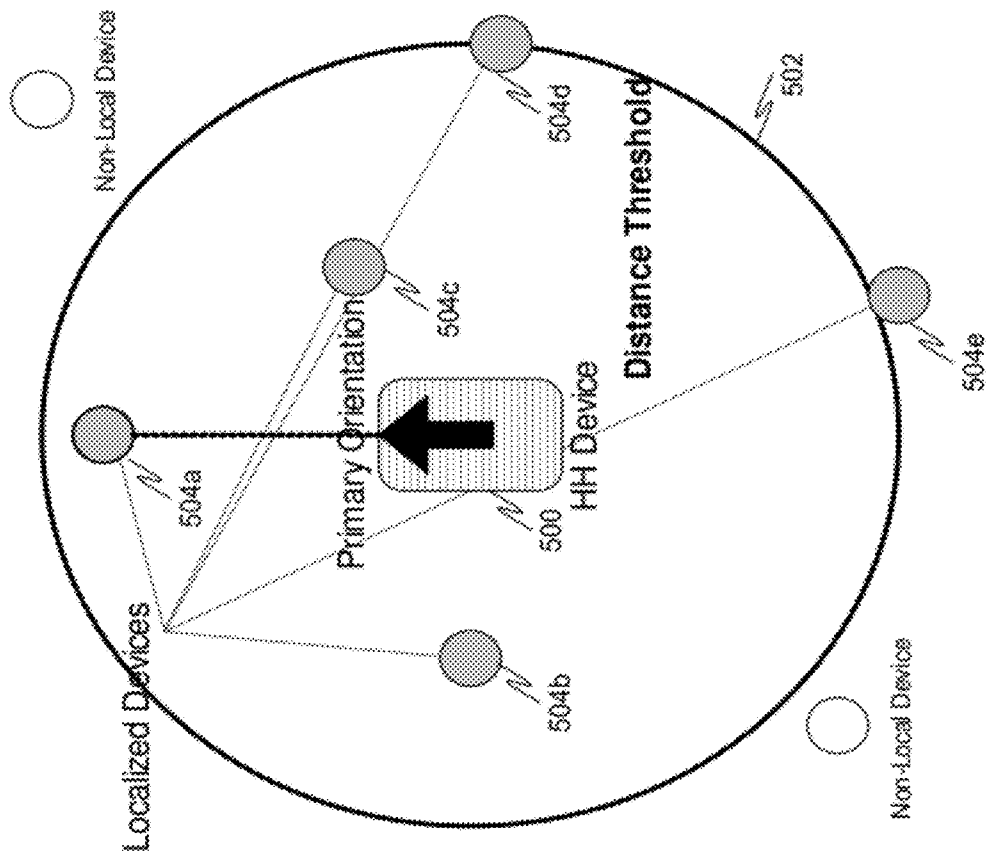 Non-Local Device
Localized Devices
504a
504d
502
Primary Orientation
504c
Distance Threshold
HH Device
500
504b
504e
Non-Local Device